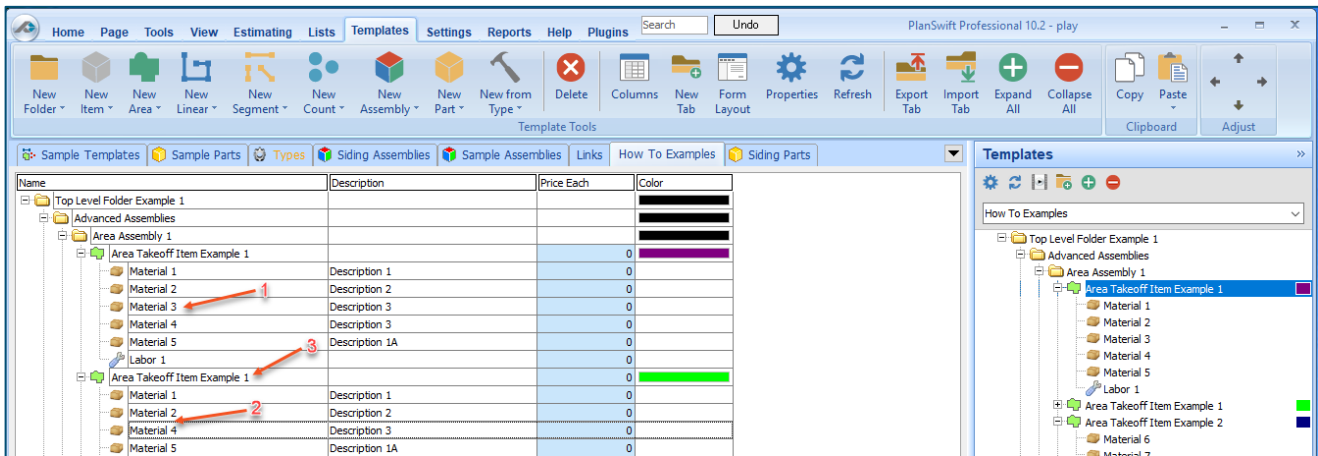 Home Page Tools View Estimating Lists Templates Settings Reports Help Plugins Search Undo PlanSwift Professional 10.2 - play
New Folder New Item New Area New Linear New Segment New Count New Assembly New Part New from Type Delete Columns New Tab Form Layout Properties Refresh Export Tab Import Tab Expand All Collapse All Copy Paste
Template Tools Clipboard Adjust
Sample Templates Sample Parts Types Siding Assemblies Sample Assemblies Links How To Examples Siding Parts
Name Description Price Each Color
Top Level Folder Example 1
Advanced Assemblies
Area Assembly 1
Area Takeoff Item Example 1 0
Material 1 Description 1 0
Material 2 Description 2 0
1
Material 3 Description 3 0
Material 4 Description 3 0
Material 5 Description 1A 0
3
Labor 1 0
Area Takeoff Item Example 1 0
Material 1 Description 1 0
Material 2 Description 2 0
2
Material 4 Description 3 0
Material 5 Description 1A 0
Templates
How To Examples
Top Level Folder Example 1
Advanced Assemblies
Area Assembly 1
Area Takeoff Item Example 1
Material 1
Material 2
Material 3
Material 4
Material 5
Labor 1
Area Takeoff Item Example 1
Area Takeoff Item Example 2
Material 6
Material 7